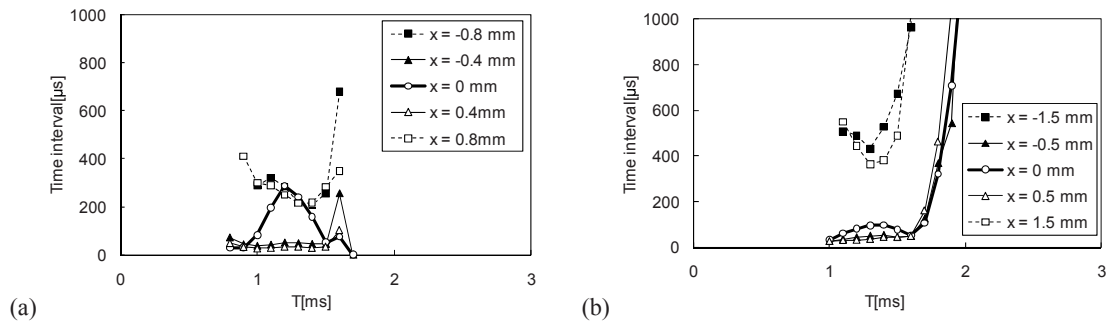 1000
800
600
400
200
0
0
1
2
3
Time interval[µs]
T[ms]
x = -0.8 mm
x = -0.4 mm
x = 0 mm
x = 0.4mm
x = 0.8mm
(a)
1000
800
600
400
200
0
0
1
2
3
Time interval[µs]
T[ms]
x = -1.5 mm
x = -0.5 mm
x = 0 mm
x = 0.5 mm
x = 1.5 mm
(b)